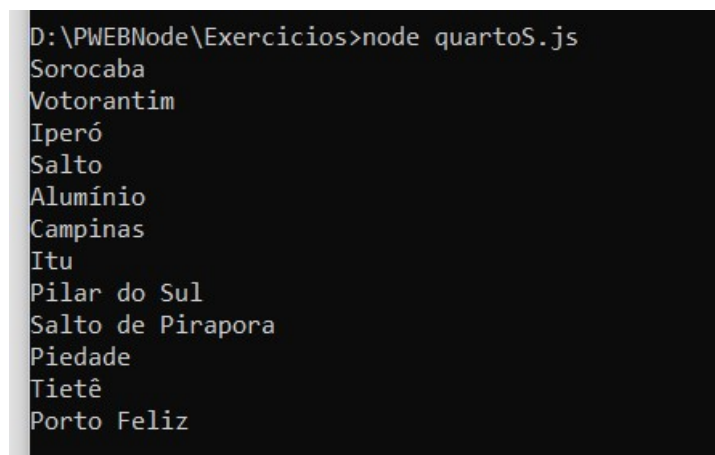 D:\PWEBNode\Exercicios>node quartoS.js
Sorocaba
Votorantim
Iperó
Salto
Alumínio
Campinas
Itu
Pilar do Sul
Salto de Pirapora
Piedade
Tietê
Porto Feliz